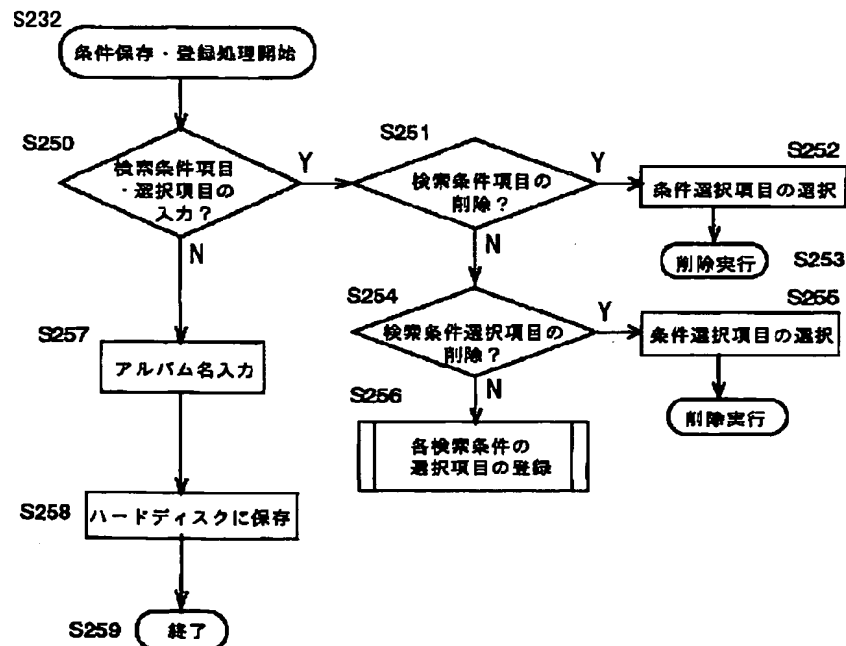 S232
条件保存・登録処理開始
S250
検索条件項目
・選択項目の
入力？
Y
N
S251
検索条件項目の
削除？
Y
N
S252
条件選択項目の選択
削除実行
S253
S254
検索条件選択項目の
削除？
Y
N
S255
条件選択項目の選択
削除実行
S256
各検索条件の
選択項目の登録
S257
アルバム名入力
S258
ハードディスクに保存
S259
終了